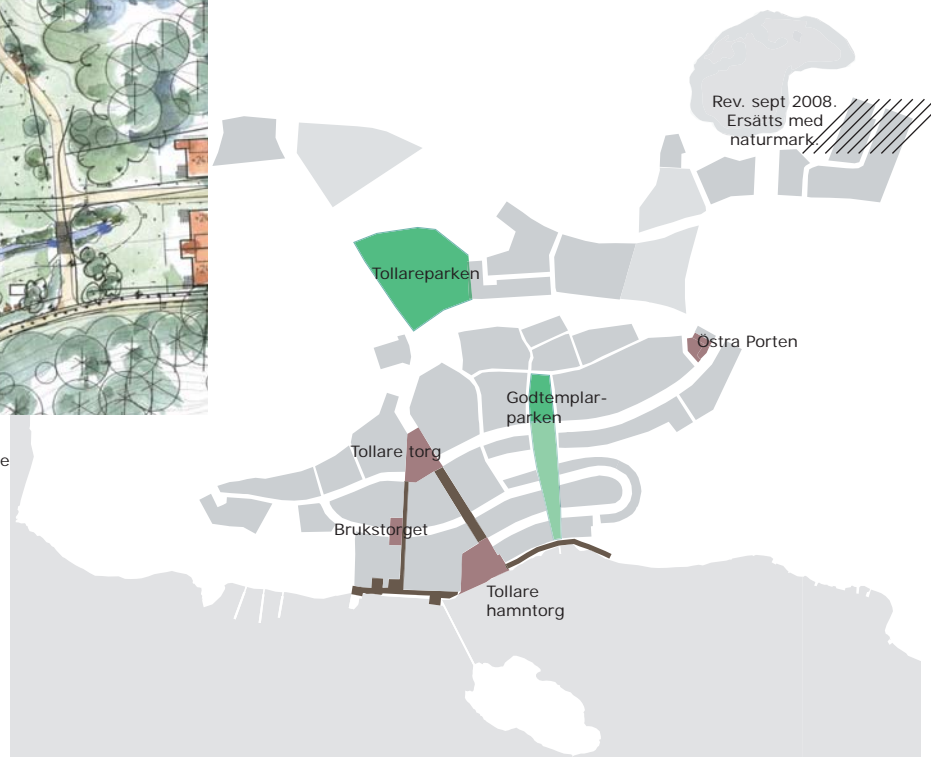 Rev. sept 2008.
Ersätts med
naturmark.
Tollareparken
Östra Porten
Godtemplar-
parken
Tollare torg
e
Brukstorget
Tollare
hamntorg